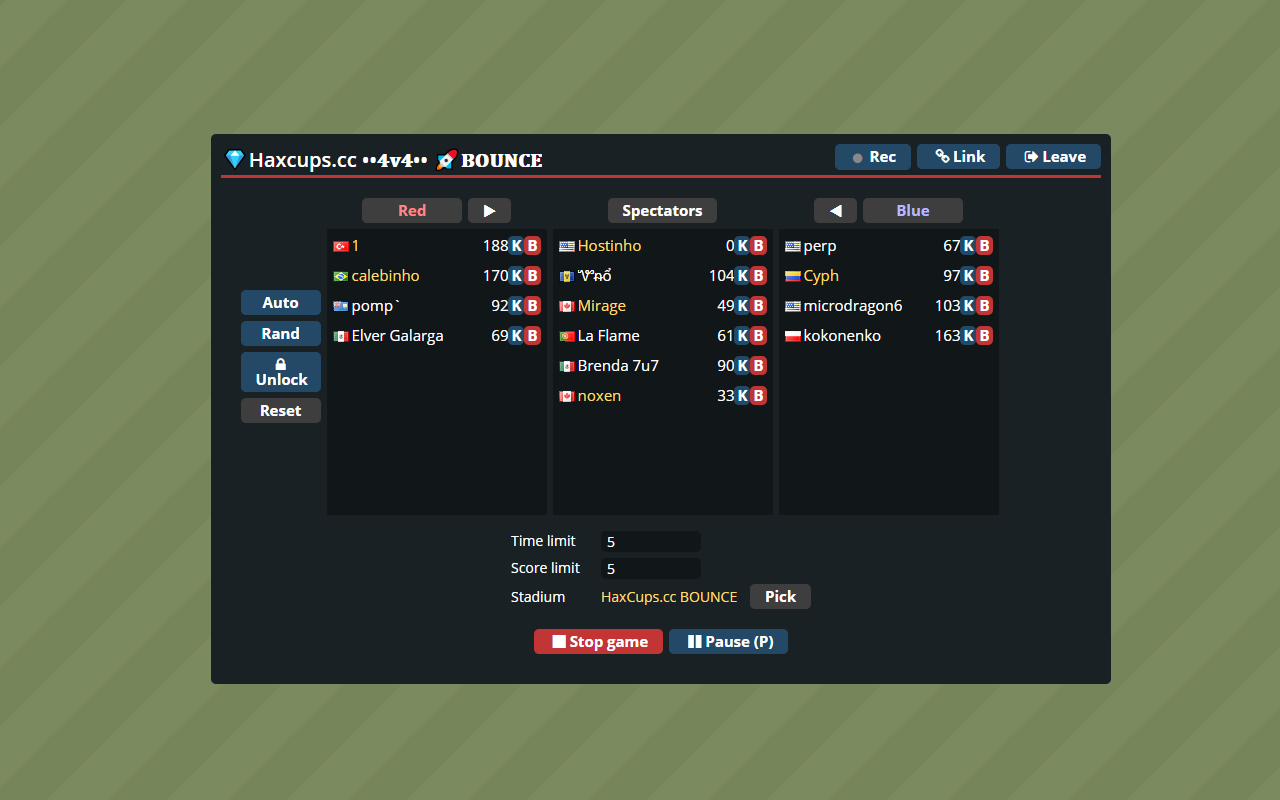 Haxcups.cc ••4v4•• 🚀 BOUNCE
Rec Link Leave
Red ▶ Spectators ◀ Blue
1 188 K B
calebinho 170 K B
pomp` 92 K B
Elver Galarga 69 K B
Hostinho 0 K B
104 K B
Mirage 49 K B
La Flame 61 K B
Brenda 7u7 90 K B
noxen 33 K B
perp 67 K B
Cyph 97 K B
microdragon6 103 K B
kokonenko 163 K B
Auto
Rand
Unlock
Reset
Time limit 5
Score limit 5
Stadium HaxCups.cc BOUNCE Pick
Stop game Pause (P)